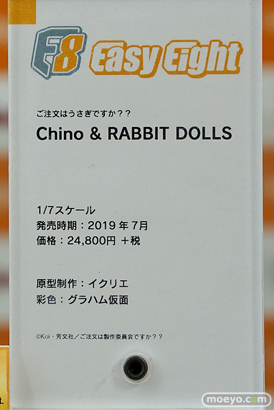 E8 Easy Eight
ご注文はうさぎですか？？
Chino & RABBIT DOLLS
1/7スケール
発売時期：2019年7月
価格：24,800円 +税
原型制作：イクリエ
彩色：グラハム仮面
©Koi・芳文社／ご注文は製作委員会ですか？？
moeyo.com